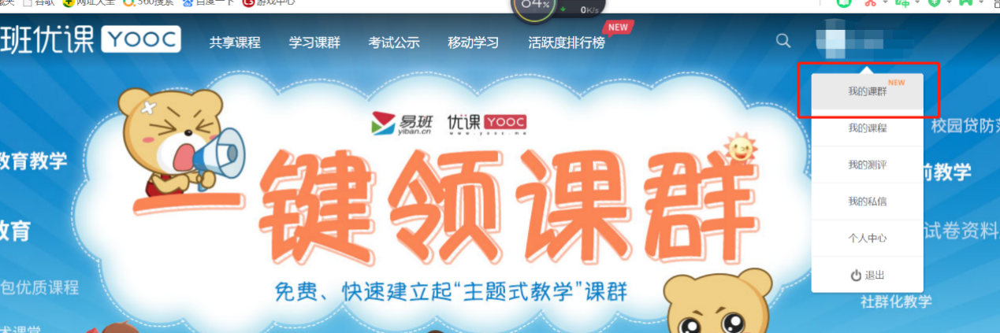 谷歌 网址大全 360搜索 百度一下 游戏中心
84% 0K/s
易班优课 YOOC 共享课程 学习课群 考试公示 移动学习 活跃度排行榜 NEW
我的课群 NEW
我的课程
我的测评
我的私信
个人中心
退出
易班 yiban.cn 优课 YOOC
一键领课群
免费、快速建立起“主题式教学”课群
教育教学
教育
包优质课程
校园贷防
前教学
试卷资料
社群化教学